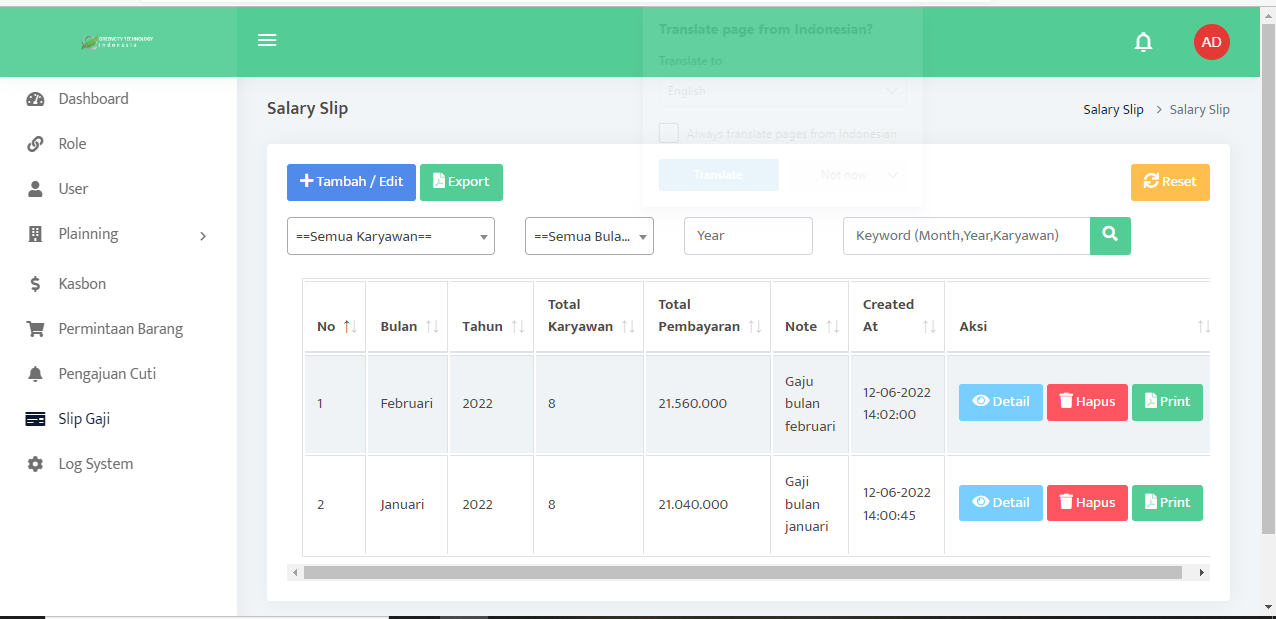 GREENCITY TECHNOLOGY
Indonesia
AD
Translate page from Indonesian?
Translate to
English
Always translate pages from Indonesian
Translate
Not now
Dashboard
Role
User
Plainning
Kasbon
Permintaan Barang
Pengajuan Cuti
Slip Gaji
Log System
Salary Slip
Salary Slip > Salary Slip
Tambah / Edit
Export
Reset
==Semua Karyawan==
==Semua Bula...
Year
Keyword (Month,Year,Karyawan)
No Bulan Tahun Total Karyawan Total Pembayaran Note Created At Aksi
1 Februari 2022 8 21.560.000 Gaju bulan februari 12-06-2022 14:02:00 Detail Hapus Print
2 Januari 2022 8 21.040.000 Gaji bulan januari 12-06-2022 14:00:45 Detail Hapus Print